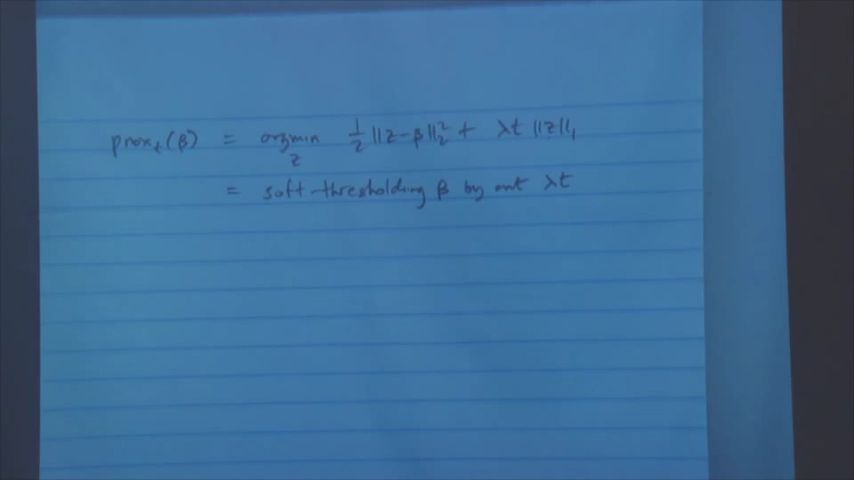 prox_t(β) = argmin_z ½ ||z − β||₂² + λt ||z||₁
= soft-thresholding β by amt λt